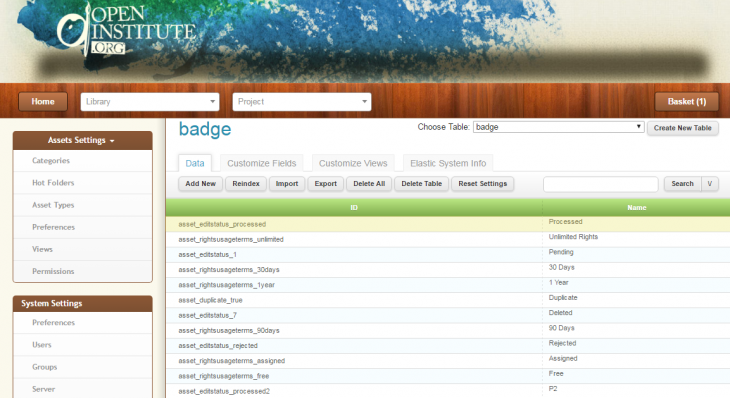 OPEN
INSTITUTE
.ORG
Home
Library
Project
Basket (1)
Assets Settings
Categories
Hot Folders
Asset Types
Preferences
Views
Permissions
System Settings
Preferences
Users
Groups
Server
badge
Choose Table: badge Create New Table
Data Customize Fields Customize Views Elastic System Info
Add New Reindex Import Export Delete All Delete Table Reset Settings Search V
ID Name
asset_editstatus_processed Processed
asset_rightsusageterms_unlimited Unlimited Rights
asset_editstatus_1 Pending
asset_rightsusageterms_30days 30 Days
asset_rightsusageterms_1year 1 Year
asset_duplicate_true Duplicate
asset_editstatus_7 Deleted
asset_rightsusageterms_90days 90 Days
asset_editstatus_rejected Rejected
asset_rightsusageterms_assigned Assigned
asset_rightsusageterms_free Free
asset_editstatus_processed2 P2